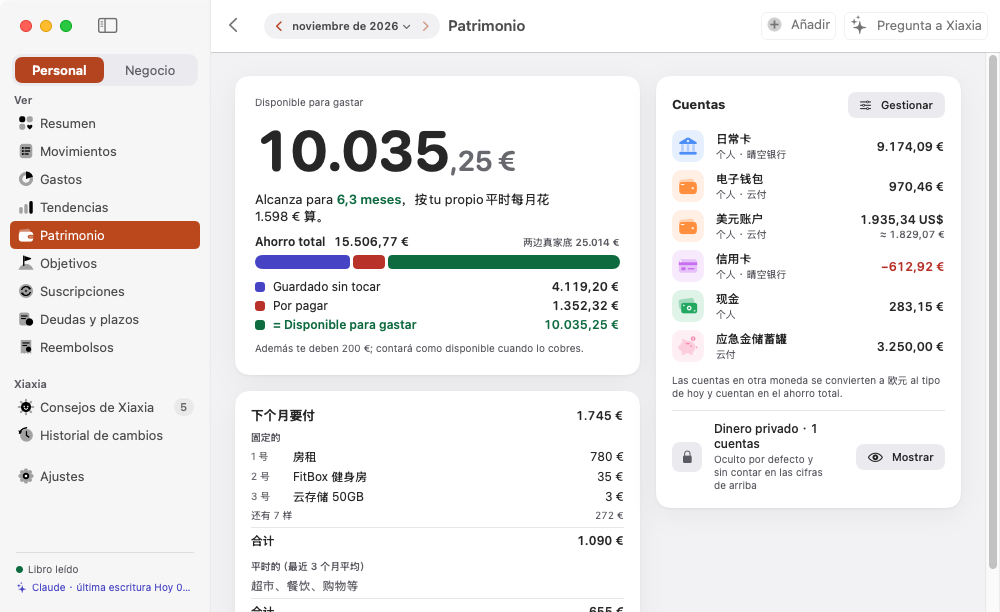 noviembre de 2026
Patrimonio
Añadir
Pregunta a Xiaxia
Personal
Negocio
Ver
Resumen
Movimientos
Gastos
Tendencias
Patrimonio
Objetivos
Suscripciones
Deudas y plazos
Reembolsos
Xiaxia
Consejos de Xiaxia 5
Historial de cambios
Ajustes
Libro leído
Claude · última escritura Hoy 0...
Disponible para gastar
10.035,25 €
Alcanza para 6,3 meses, 按tu propio平时每月花
1.598 € 算。
Ahorro total 15.506,77 € 两边真家底 25.014 €
Guardado sin tocar 4.119,20 €
Por pagar 1.352,32 €
= Disponible para gastar 10.035,25 €
Además te deben 200 €; contará como disponible cuando lo cobres.
下个月要付 1.745 €
固定的
1 号 房租 780 €
2 号 FitBox 健身房 35 €
3 号 云存储 50GB 3 €
还有 7 样 272 €
合计 1.090 €
平时的 (最近 3 个月平均)
超市、餐饮、购物等
合计 655 €
Cuentas
Gestionar
日常卡 9.174,09 €
个人 · 晴空银行
电子钱包 970,46 €
个人 · 云付
美元账户 1.935,34 US$
个人 · 云付 ≈ 1.829,07 €
信用卡 −612,92 €
个人 · 晴空银行
现金 283,15 €
个人
应急金储蓄罐 3.250,00 €
云付
Las cuentas en otra moneda se convierten a 欧元 al tipo
de hoy y cuentan en el ahorro total.
Dinero privado · 1
cuentas
Oculto por defecto y
sin contar en las cifras
de arriba
Mostrar